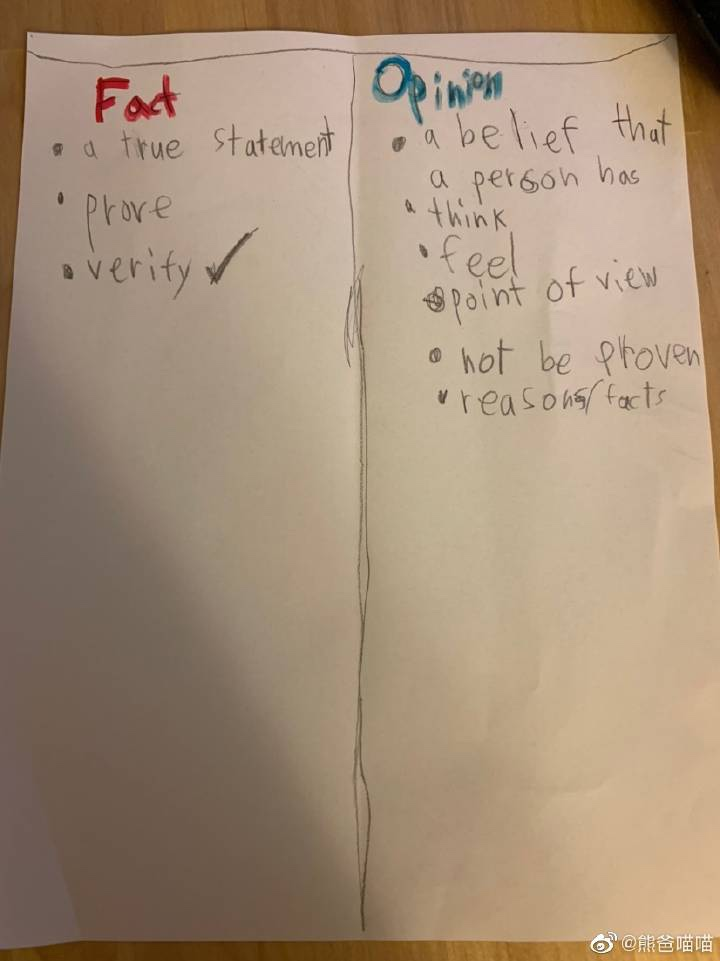 Fact
• a true statement
• prove
• verify ✓
Opinion
• a belief that
a person has
• think
• feel
• point of view
• not be proven
• reasons/facts
@熊爸喵喵